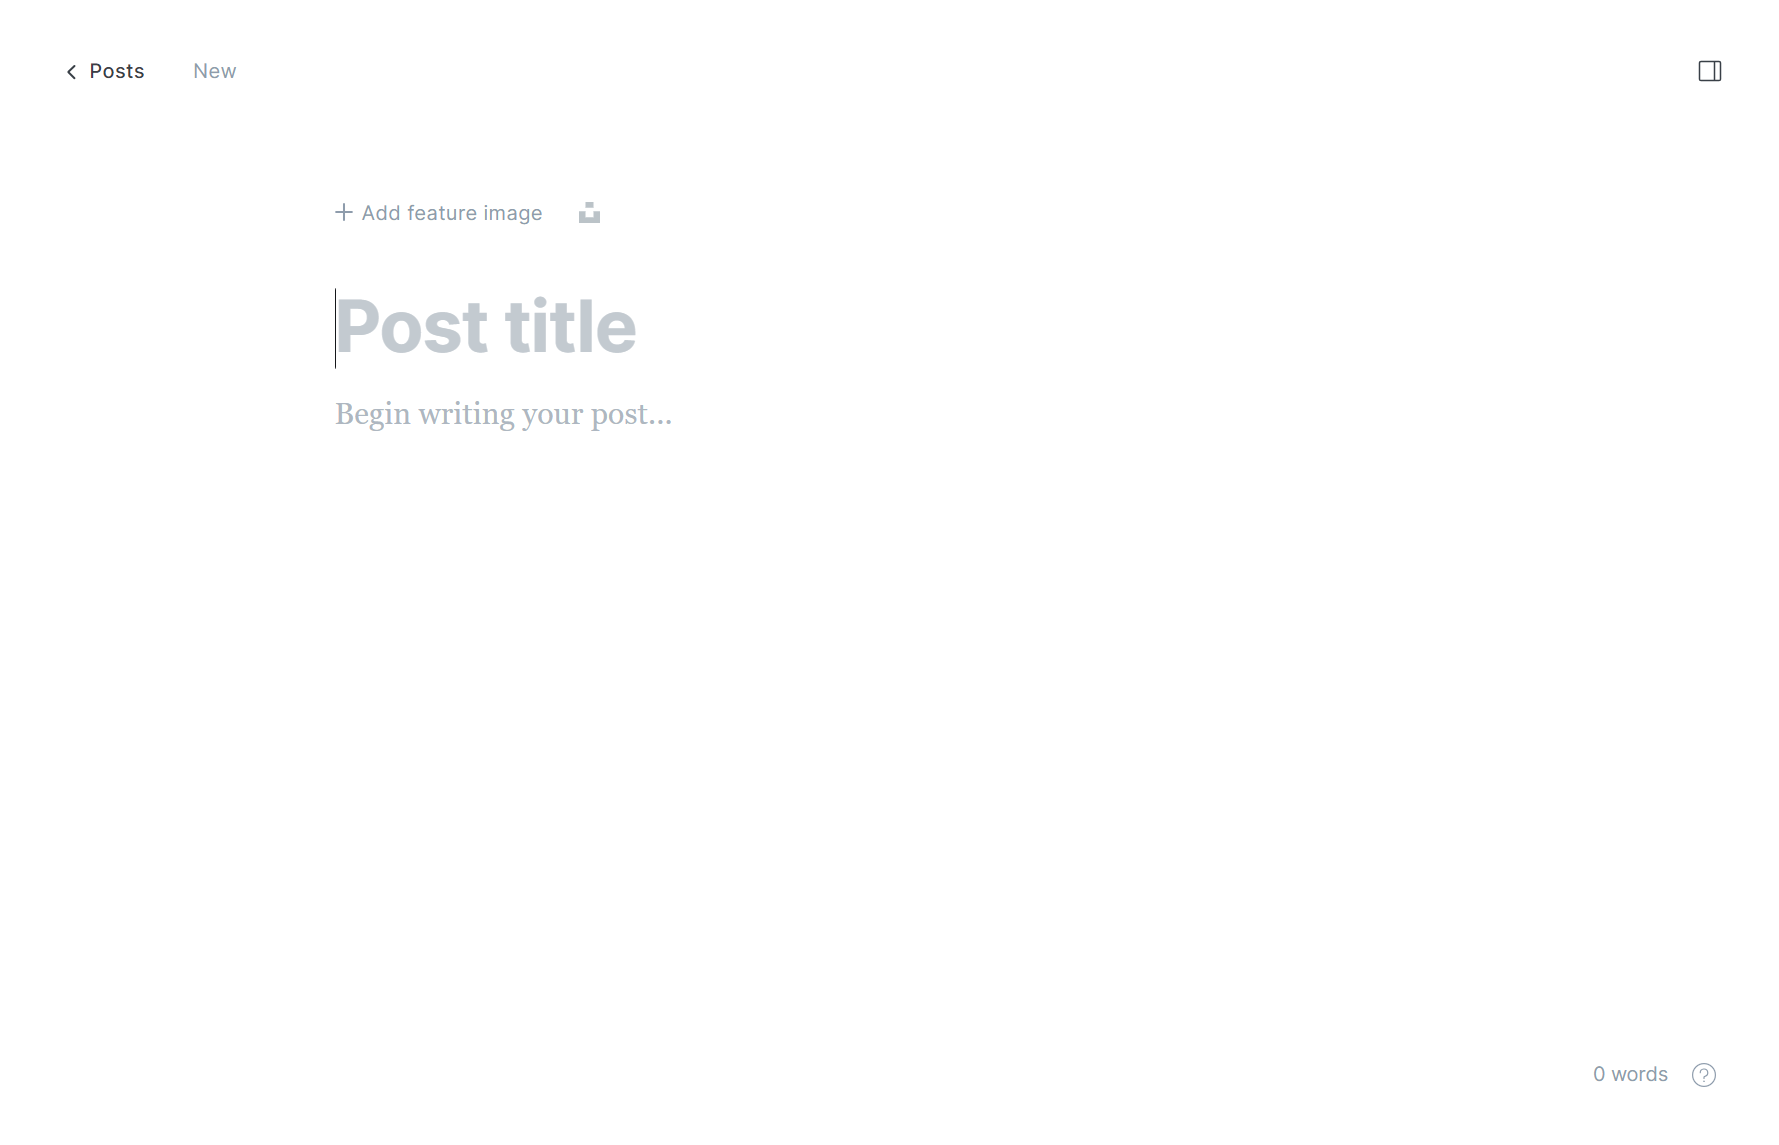 Posts
New
Add feature image
Post title
Begin writing your post...
0 words
?